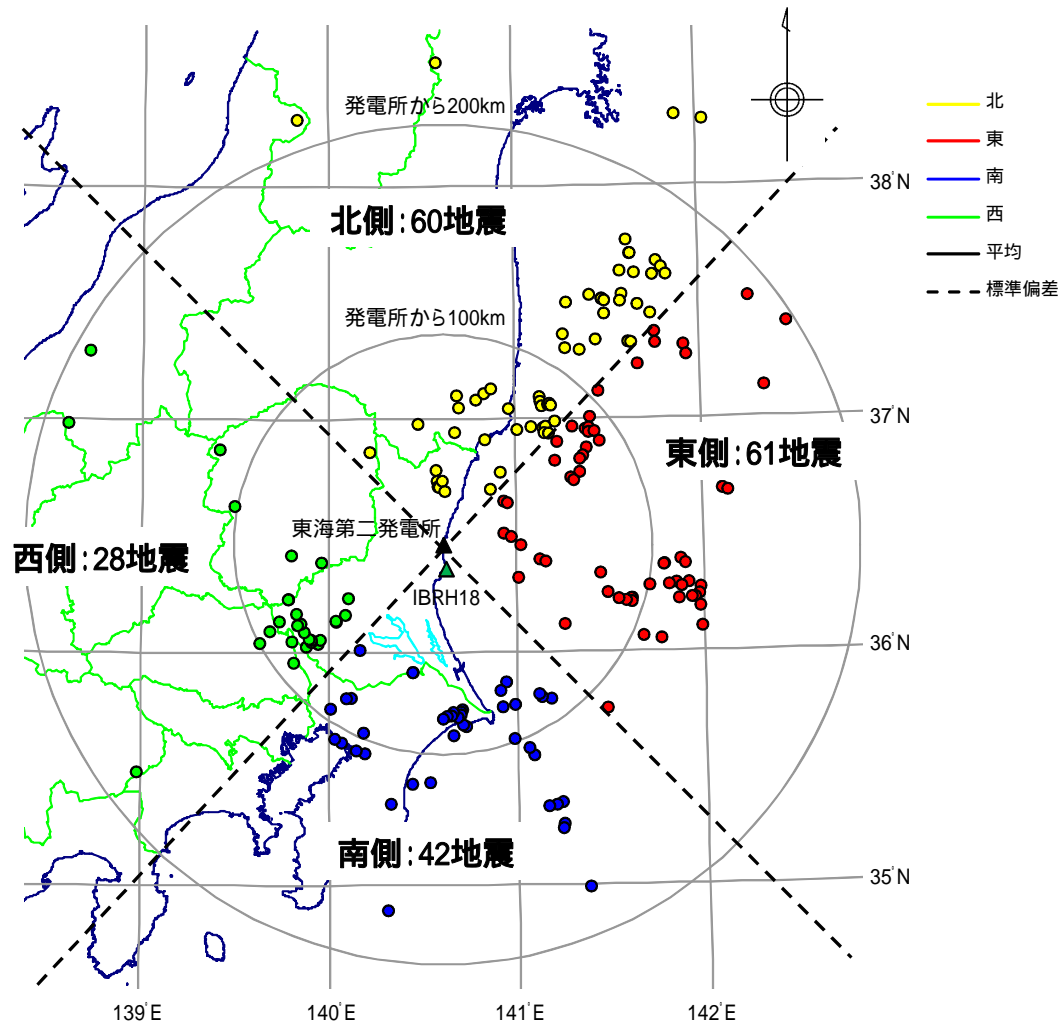 発電所から200km
北
東
38°N
南
北側:60地震
西
平均
標準偏差
発電所から100km
37°N
東側:61地震
東海第二発電所
西側:28地震
IBRH18
36°N
南側:42地震
35°N
139°E
140°E
141°E
142°E